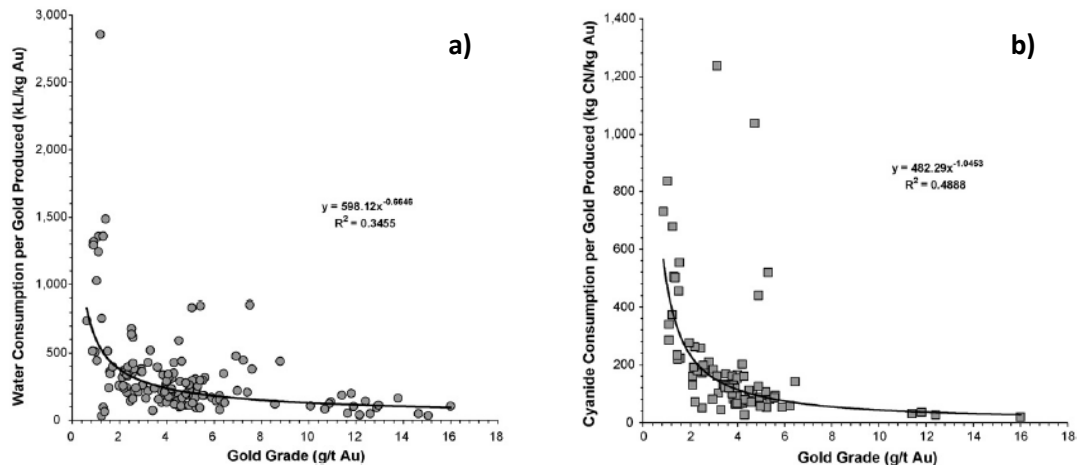 a)
Water Consumption per Gold Produced (kL/kg Au)
3,000
2,500
2,000
1,500
1,000
500
0
y = 598.12x^-0.6646
R² = 0.3455
0 2 4 6 8 10 12 14 16 18
Gold Grade (g/t Au)
b)
Cyanide Consumption per Gold Produced (kg CN/kg Au)
1,400
1,200
1,000
800
600
400
200
0
y = 482.29x^-1.0453
R² = 0.4888
0 2 4 6 8 10 12 14 16 18
Gold Grade (g/t Au)